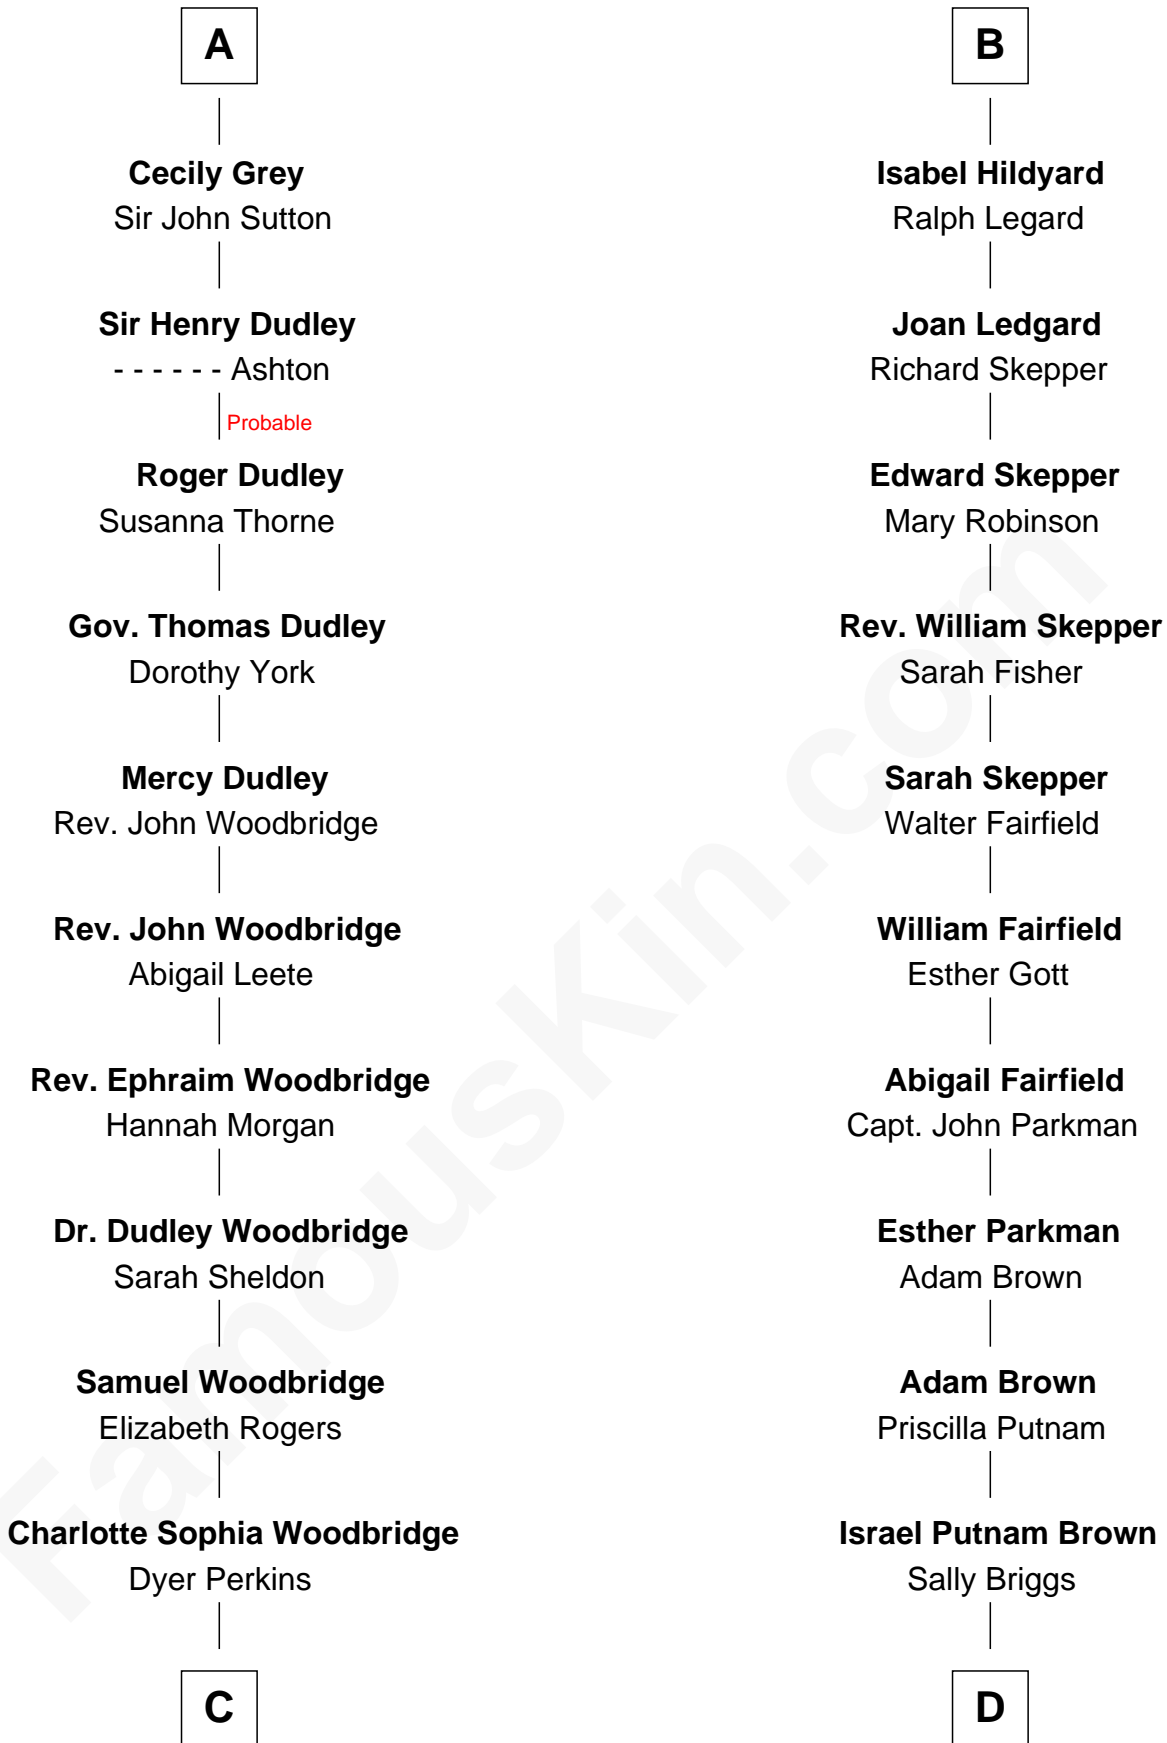 A
Cecily Grey
Sir John Sutton
Sir Henry Dudley
- - - - - - Ashton
Probable
Roger Dudley
Susanna Thorne
Gov. Thomas Dudley
Dorothy York
Mercy Dudley
Rev. John Woodbridge
Rev. John Woodbridge
Abigail Leete
Rev. Ephraim Woodbridge
Hannah Morgan
Dr. Dudley Woodbridge
Sarah Sheldon
Samuel Woodbridge
Elizabeth Rogers
Charlotte Sophia Woodbridge
Dyer Perkins
C
B
Isabel Hildyard
Ralph Legard
Joan Ledgard
Richard Skepper
Edward Skepper
Mary Robinson
Rev. William Skepper
Sarah Fisher
Sarah Skepper
Walter Fairfield
William Fairfield
Esther Gott
Abigail Fairfield
Capt. John Parkman
Esther Parkman
Adam Brown
Adam Brown
Priscilla Putnam
Israel Putnam Brown
Sally Briggs
D
FamousKin.com